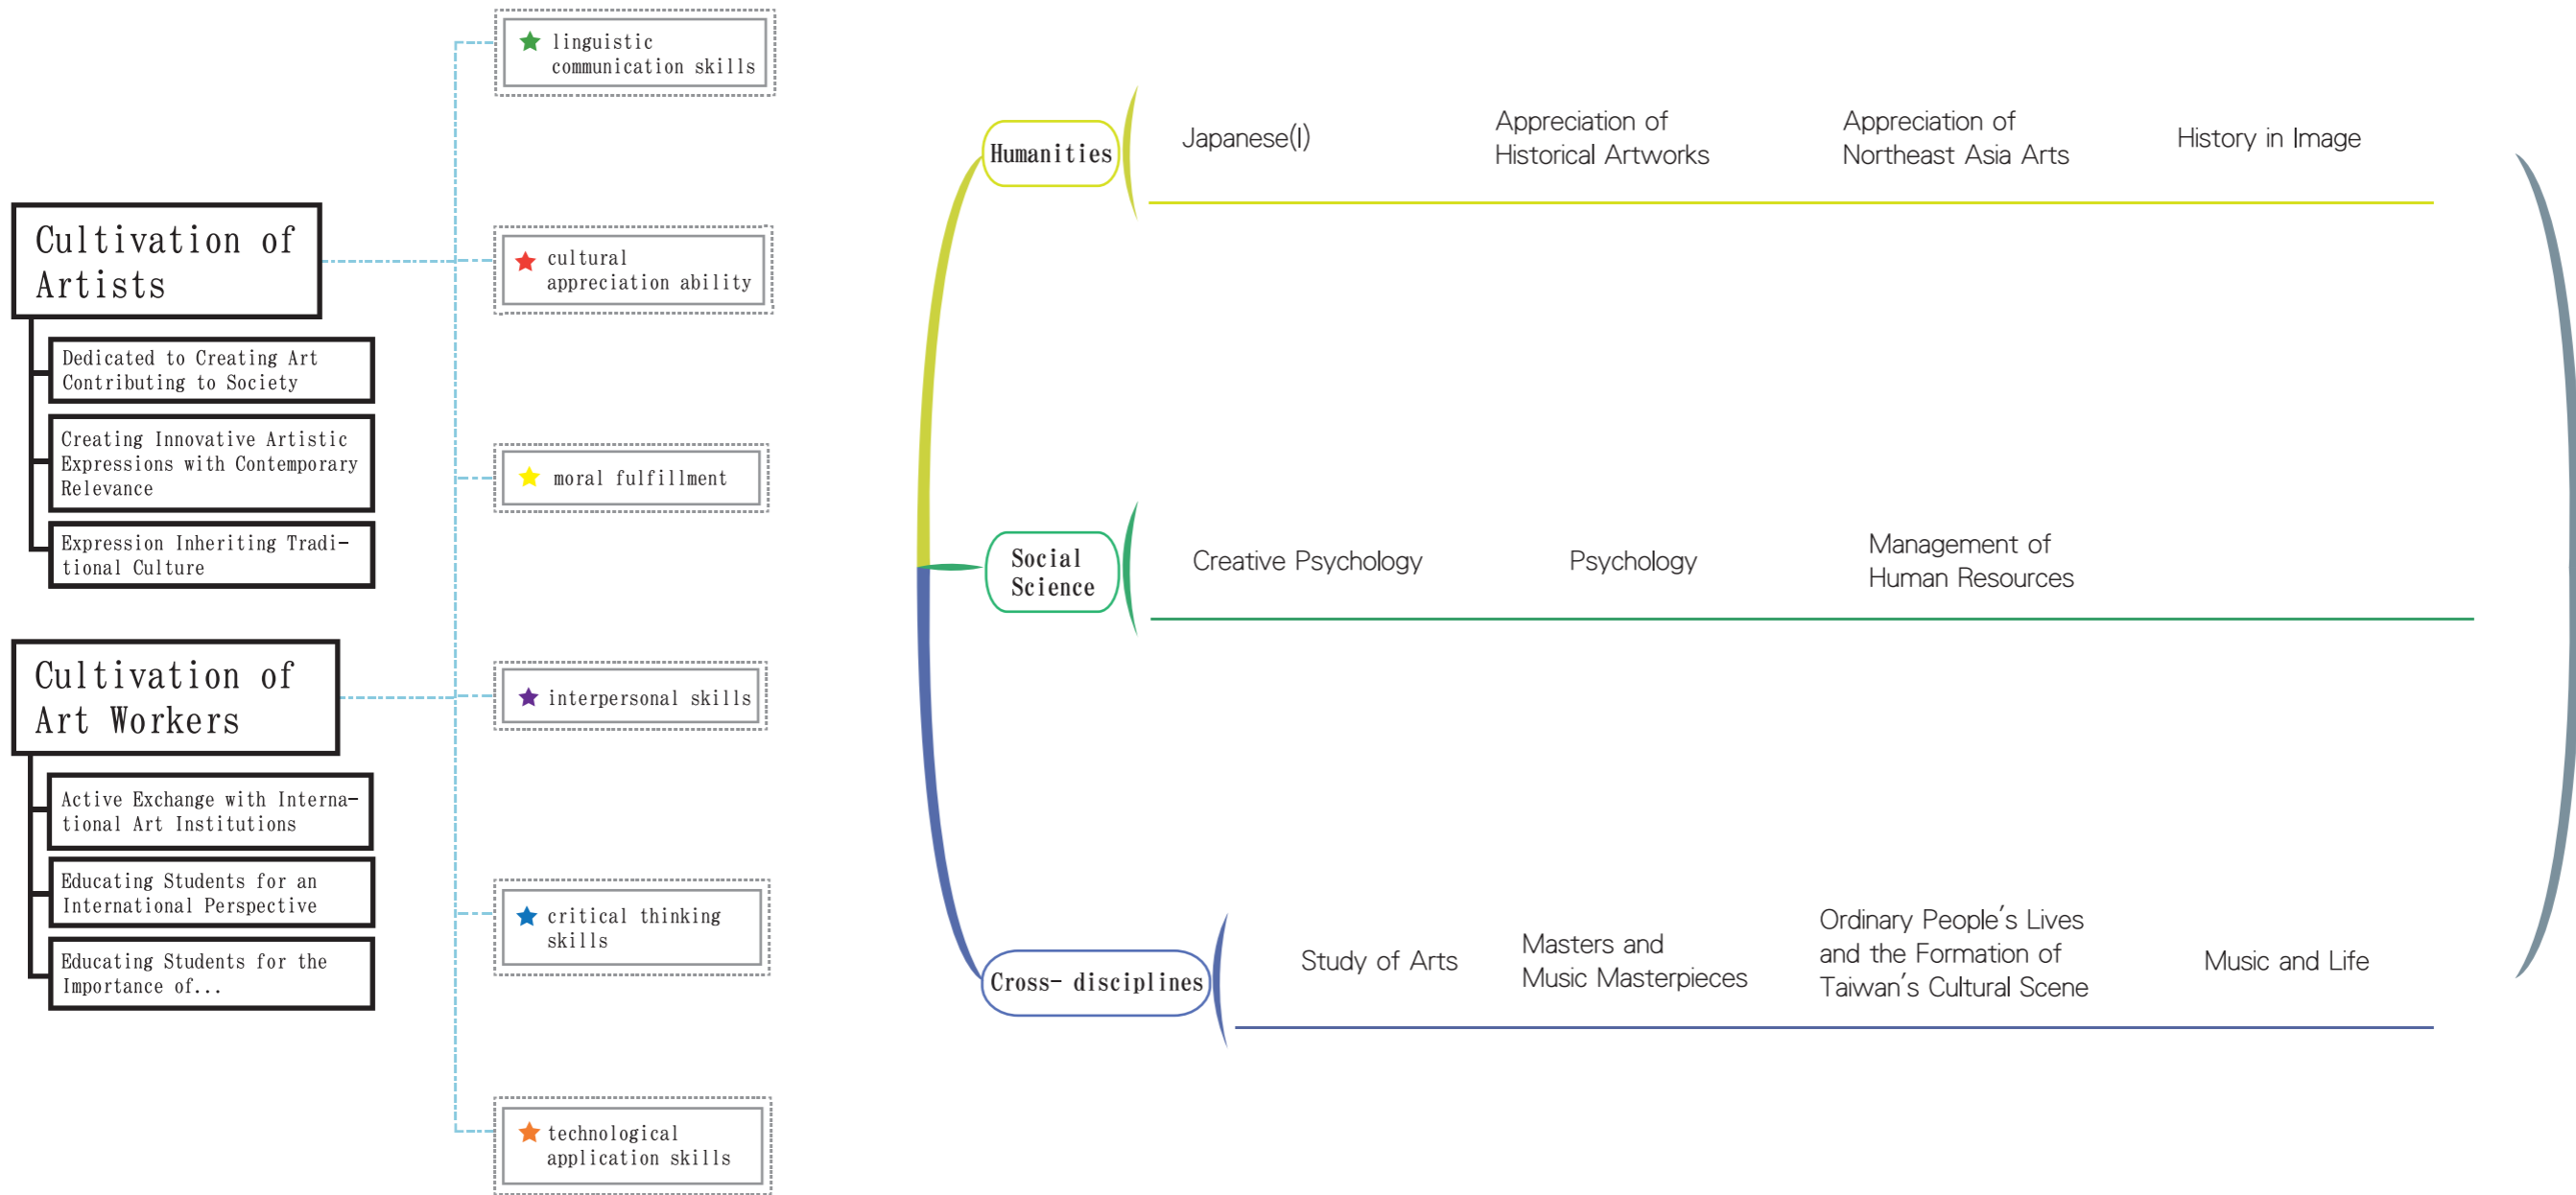 Cultivation of
Artists
Dedicated to Creating Art
Contributing to Society
Creating Innovative Artistic
Expressions with Contemporary
Relevance
Expression Inheriting Tradi-
tional Culture
Cultivation of
Art Workers
Active Exchange with Interna-
tional Art Institutions
Educating Students for an
International Perspective
Educating Students for the
Importance of...
linguistic
communication skills
cultural
appreciation ability
moral fulfillment
interpersonal skills
critical thinking
skills
technological
application skills
Humanities
Japanese(I)
Appreciation of
Historical Artworks
Appreciation of
Northeast Asia Arts
History in Image
Social
Science
Creative Psychology
Psychology
Management of
Human Resources
Cross- disciplines
Study of Arts
Masters and
Music Masterpieces
Ordinary People's Lives
and the Formation of
Taiwan's Cultural Scene
Music and Life